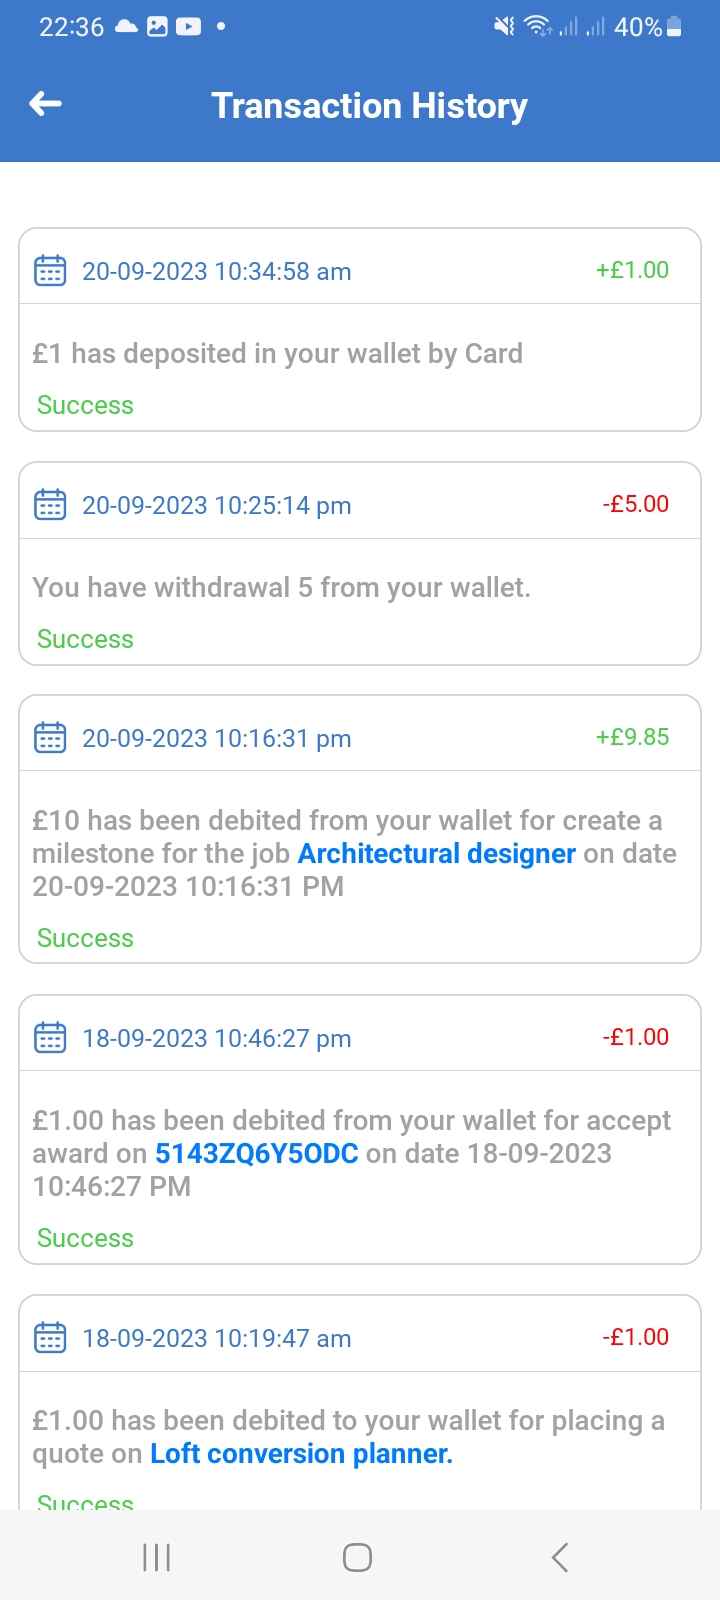 22:36
40%
Transaction History
20-09-2023 10:34:58 am +£1.00
£1 has deposited in your wallet by Card
Success
20-09-2023 10:25:14 pm -£5.00
You have withdrawal 5 from your wallet.
Success
20-09-2023 10:16:31 pm +£9.85
£10 has been debited from your wallet for create a
milestone for the job Architectural designer on date
20-09-2023 10:16:31 PM
Success
18-09-2023 10:46:27 pm -£1.00
£1.00 has been debited from your wallet for accept
award on 5143ZQ6Y5ODC on date 18-09-2023
10:46:27 PM
Success
18-09-2023 10:19:47 am -£1.00
£1.00 has been debited to your wallet for placing a
quote on Loft conversion planner.
Success